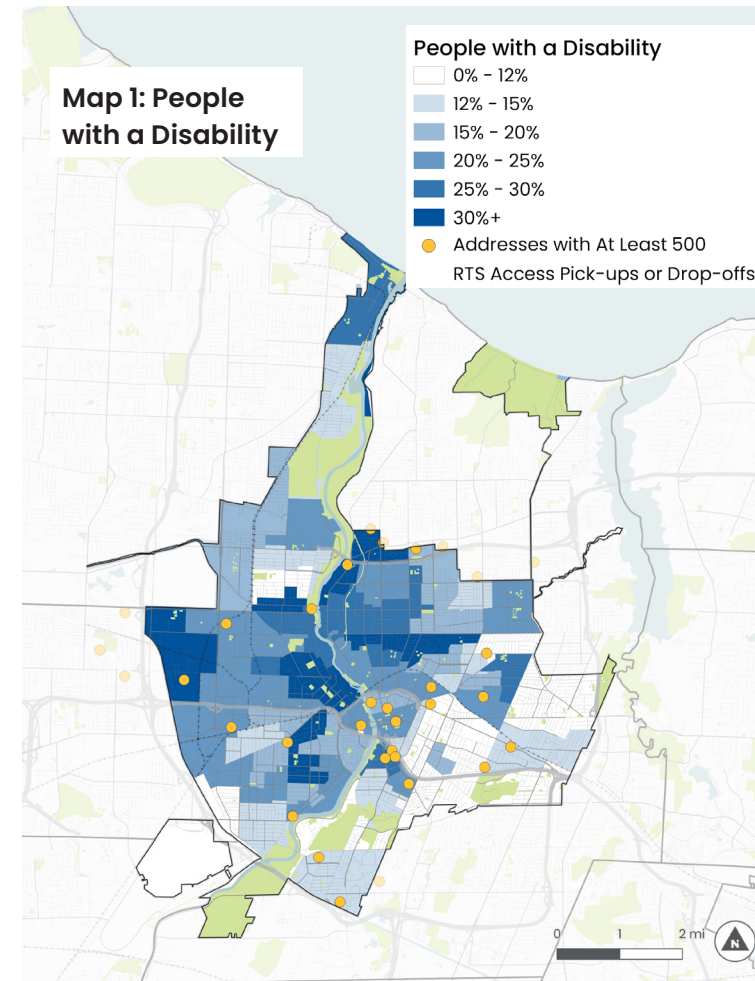 Map 1: People
with a Disability
People with a Disability
0% - 12%
12% - 15%
15% - 20%
20% - 25%
25% - 30%
30%+
Addresses with At Least 500
RTS Access Pick-ups or Drop-offs
0 1 2 mi
N